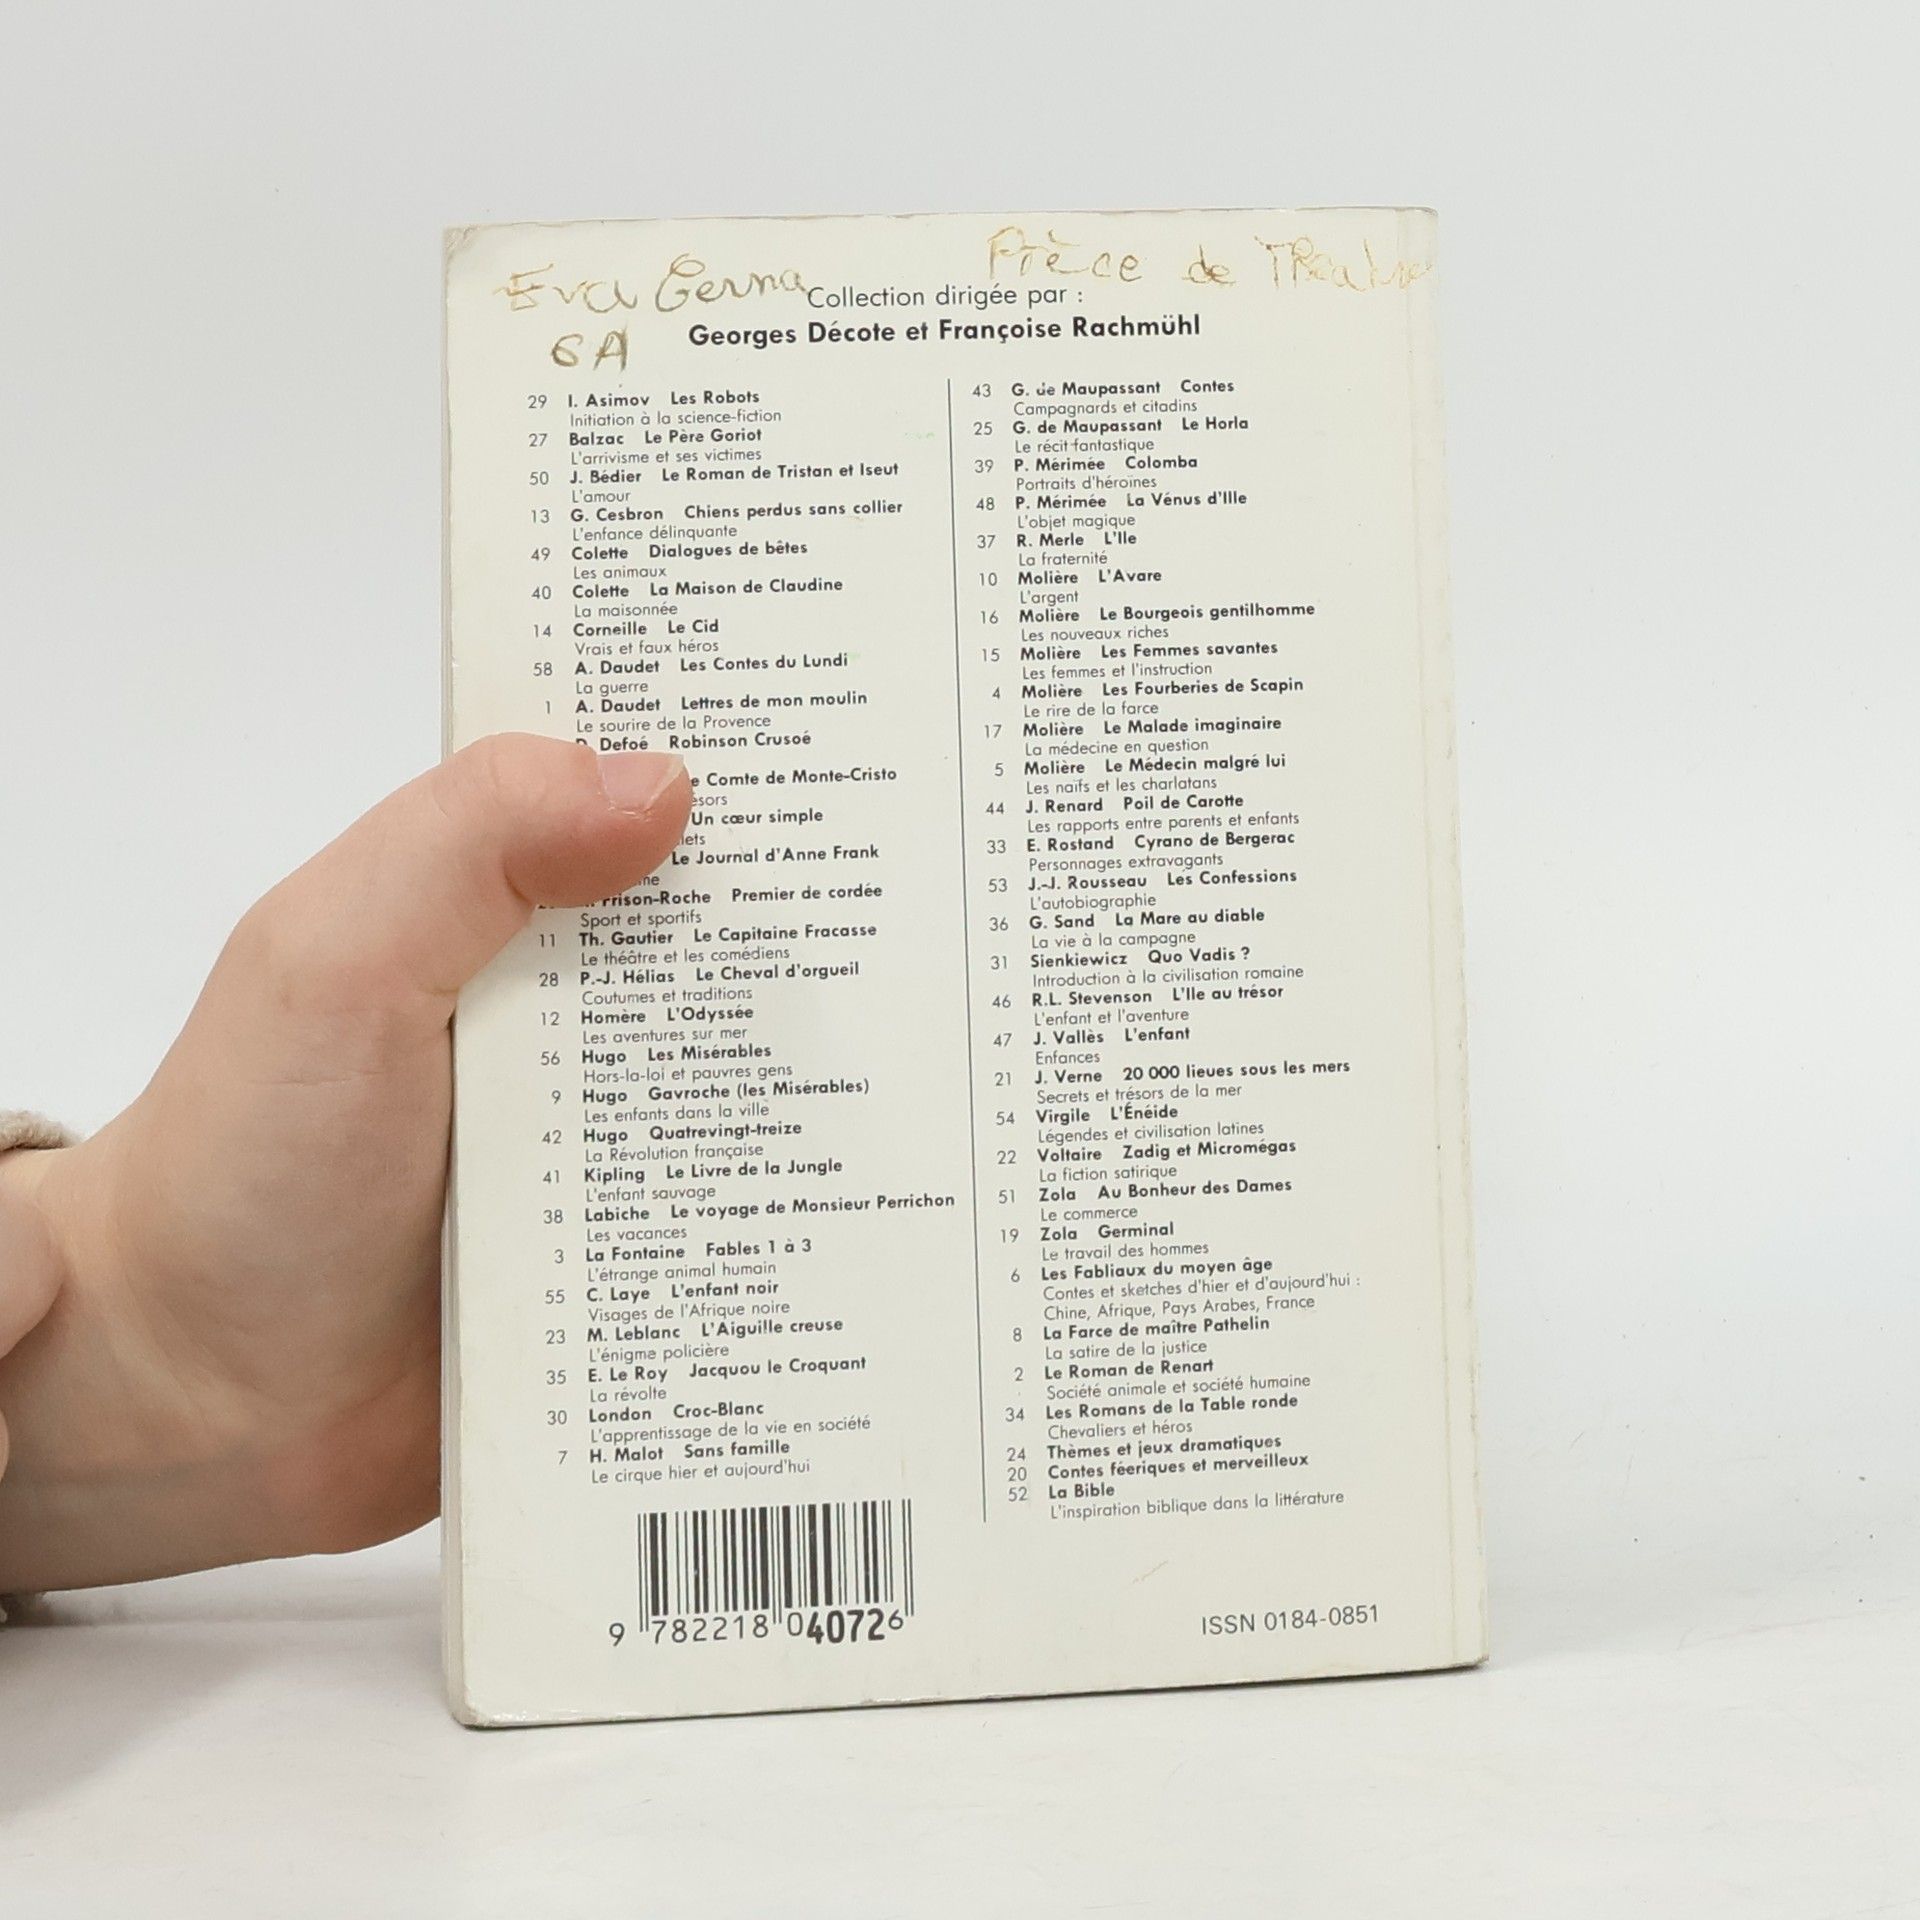 Eva Cerna
Pièce de Théatre
6A
Collection dirigée par :
Georges Décote et Françoise Rachmühl
29 I. Asimov Les Robots
Initiation à la science-fiction
27 Balzac Le Père Goriot
L'arrivisme et ses victimes
50 J. Bédier Le Roman de Tristan et Iseut
L'amour
13 G. Cesbron Chiens perdus sans collier
L'enfance délinquante
49 Colette Dialogues de bêtes
Les animaux
40 Colette La Maison de Claudine
La maisonnée
14 Corneille Le Cid
Vrais et faux héros
58 A. Daudet Les Contes du Lundi
La guerre
1 A. Daudet Lettres de mon moulin
Le sourire de la Provence
D. Defoé Robinson Crusoé
Comte de Monte-Cristo
Un cœur simple
Le Journal d'Anne Frank
Frison-Roche Premier de cordée
Sport et sportifs
11 Th. Gautier Le Capitaine Fracasse
Le théâtre et les comédiens
28 P.-J. Hélias Le Cheval d'orgueil
Coutumes et traditions
12 Homère L'Odyssée
Les aventures sur mer
56 Hugo Les Misérables
Hors-la-loi et pauvres gens
9 Hugo Gavroche (les Misérables)
Les enfants dans la ville
42 Hugo Quatrevingt-treize
La Révolution française
41 Kipling Le Livre de la Jungle
L'enfant sauvage
38 Labiche Le voyage de Monsieur Perrichon
Les vacances
3 La Fontaine Fables 1 à 3
L'étrange animal humain
55 C. Laye L'enfant noir
Visages de l'Afrique noire
23 M. Leblanc L'Aiguille creuse
L'énigme policière
35 E. Le Roy Jacquou le Croquant
La révolte
30 London Croc-Blanc
L'apprentissage de la vie en société
7 H. Malot Sans famille
Le cirque hier et aujourd'hui
43 G. de Maupassant Contes
Campagnards et citadins
25 G. de Maupassant Le Horla
Le récit fantastique
39 P. Mérimée Colomba
Portraits d'héroïnes
48 P. Mérimée La Vénus d'Ille
L'objet magique
37 R. Merle L'Ile
La fraternité
10 Molière L'Avare
L'argent
16 Molière Le Bourgeois gentilhomme
Les nouveaux riches
15 Molière Les Femmes savantes
Les femmes et l'instruction
4 Molière Les Fourberies de Scapin
Le rire de la farce
17 Molière Le Malade imaginaire
La médecine en question
5 Molière Le Médecin malgré lui
Les naïfs et les charlatans
44 J. Renard Poil de Carotte
Les rapports entre parents et enfants
33 E. Rostand Cyrano de Bergerac
Personnages extravagants
53 J.-J. Rousseau Les Confessions
L'autobiographie
36 G. Sand La Mare au diable
La vie à la campagne
31 Sienkiewicz Quo Vadis ?
Introduction à la civilisation romaine
46 R.L. Stevenson L'Ile au trésor
L'enfant et l'aventure
47 J. Vallès L'enfant
Enfances
21 J. Verne 20 000 lieues sous les mers
Secrets et trésors de la mer
54 Virgile L'Énéide
Légendes et civilisation latines
22 Voltaire Zadig et Micromégas
La fiction satirique
51 Zola Au Bonheur des Dames
Le commerce
19 Zola Germinal
Le travail des hommes
6 Les Fabliaux du moyen âge
Contes et sketches d'hier et d'aujourd'hui :
Chine, Afrique, Pays Arabes, France
8 La Farce de maître Pathelin
La satire de la justice
2 Le Roman de Renart
Société animale et société humaine
34 Les Romans de la Table ronde
Chevaliers et héros
24 Thèmes et jeux dramatiques
20 Contes féeriques et merveilleux
52 La Bible
L'inspiration biblique dans la littérature
9 782218 040726
ISSN 0184-0851